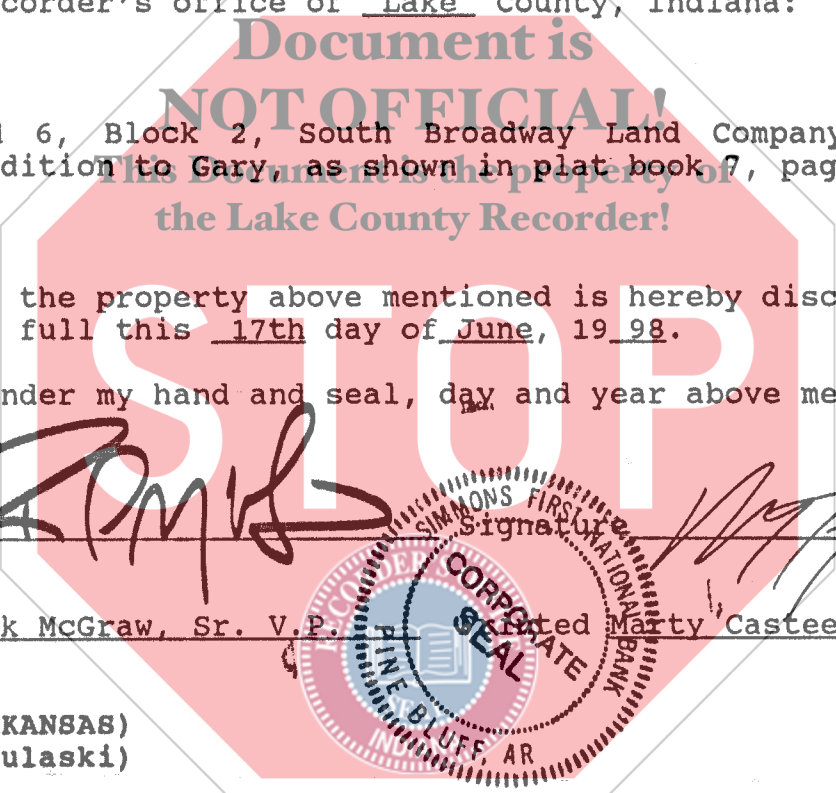 corder's office of Lake County, Indiana:
Document is
NOT OFFICIAL!
6, Block 2, South Broadway Land Company
dition to Gary, as shown in plat book 7, pag
This Document is the property of
the Lake County Recorder!
the property above mentioned is hereby disc
full this 17th day of June, 19 98.
STOP
nder my hand and seal, day and year above me
Signature
SIMMONS FIRST NATIONAL BANK
CORPORATE
SEAL
PINE BLUFF, AR
k McGraw, Sr. V.P. Printed Marty Castee
RECORDER'S
SEAL
INDIANA
KANSAS)
ulaski)